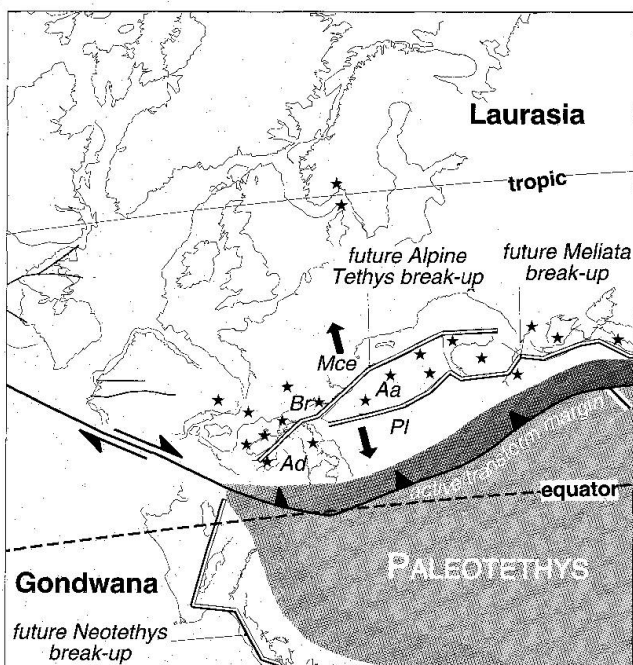 Laurasia
tropic
future Alpine
Tethys break-up
future Meliata
break-up
Mce
Aa
Br
Pl
Ad
active transform margin
equator
PALEOTETHYS
Gondwana
future Neotethys
break-up